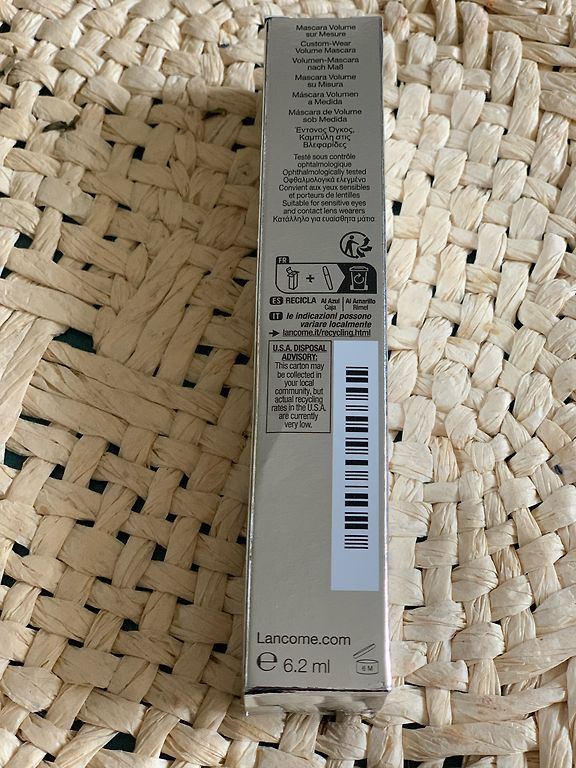 Mascara Volume
sur Mesure
Custom-Wear
Volume Mascara
Volumen-Mascara
nach Maß
Mascara Volume
su Misura
Máscara Volumen
a Medida
Máscara de Volume
sob Medida
Έντονος Όγκος,
Καμπύλη στις
Βλεφαρίδες
Testé sous contrôle
ophtalmologique
Ophthalmologically tested
Οφθαλμολογικά ελεγμένο
Convient aux yeux sensibles
et porteurs de lentilles
Suitable for sensitive eyes
and contact lens wearers
Κατάλληλο για ευαίσθητα μάτια
FR
+
ES RECICLA Al Azul Caja | Al Amarillo Rímel
IT le indicazioni possono
variare localmente
lancome.it/recycling.html
U.S.A. DISPOSAL
ADVISORY:
This carton may
be collected in
your local
community, but
actual recycling
rates in the U.S.A.
are currently
very low.
Lancome.com
e 6.2 ml
6 M